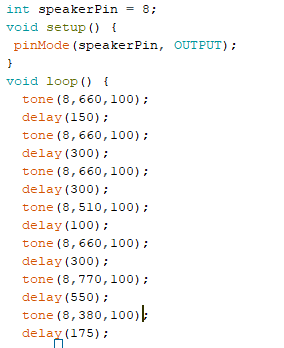 int speakerPin = 8;
void setup() {
pinMode(speakerPin, OUTPUT);
}
void loop() {
tone(8,660,100);
delay(150);
tone(8,660,100);
delay(300);
tone(8,660,100);
delay(300);
tone(8,510,100);
delay(100);
tone(8,660,100);
delay(300);
tone(8,770,100);
delay(550);
tone(8,380,100);
delay(175);